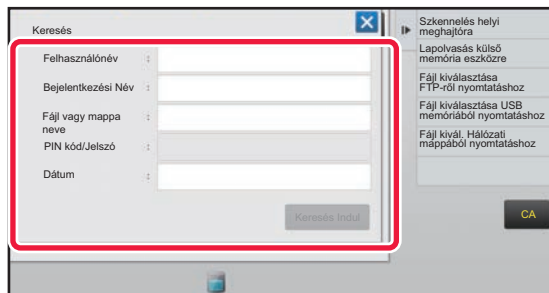 Keresés
Felhasználónév :
Bejelentkezési Név :
Fájl vagy mappa
neve :
PIN kód/Jelszó :
Dátum :
Keresés Indul
Szkennelés helyi
meghajtóra
Lapolvasás külső
memória eszközre
Fájl kiválasztása
FTP-ről nyomtatáshoz
Fájl kiválasztása USB
memóriából nyomtatáshoz
Fájl kivál. Hálózati
mappából nyomtatáshoz
CA